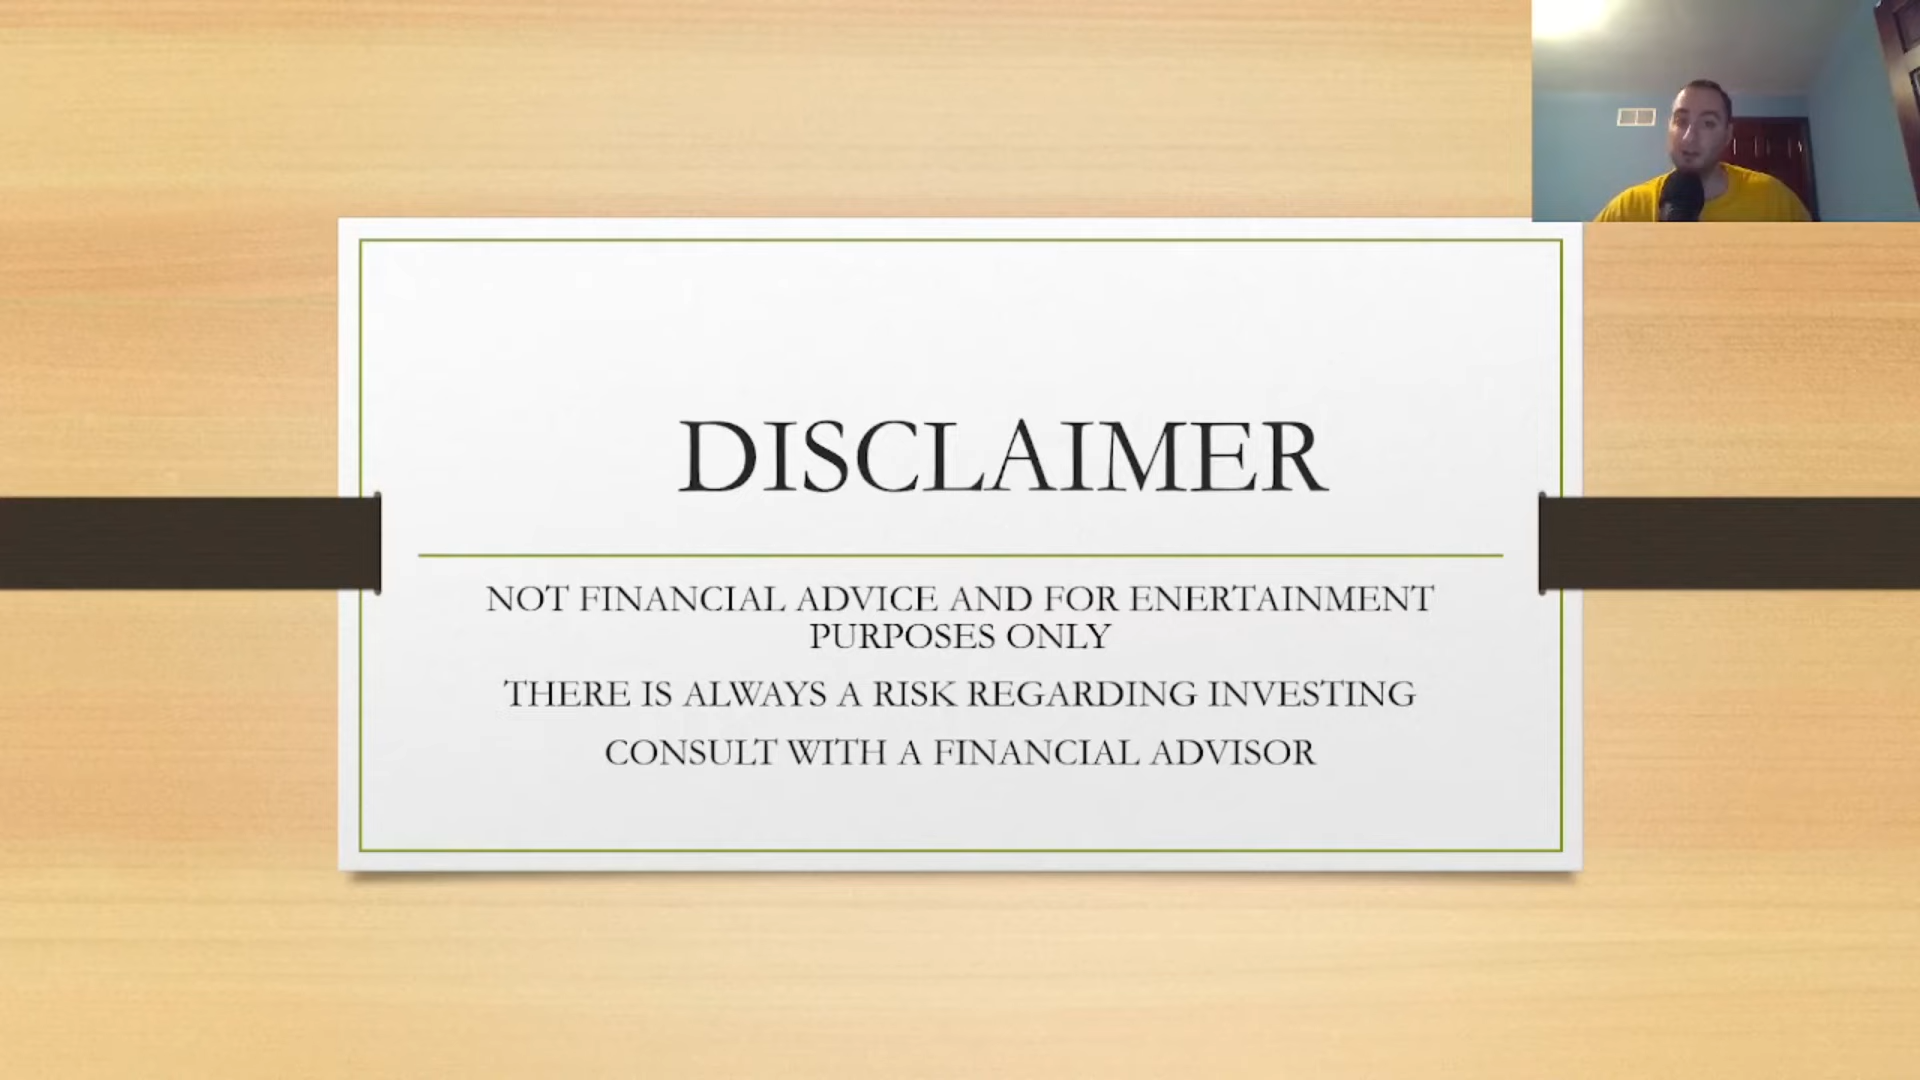 DISCLAIMER
NOT FINANCIAL ADVICE AND FOR ENERTAINMENT
PURPOSES ONLY
THERE IS ALWAYS A RISK REGARDING INVESTING
CONSULT WITH A FINANCIAL ADVISOR